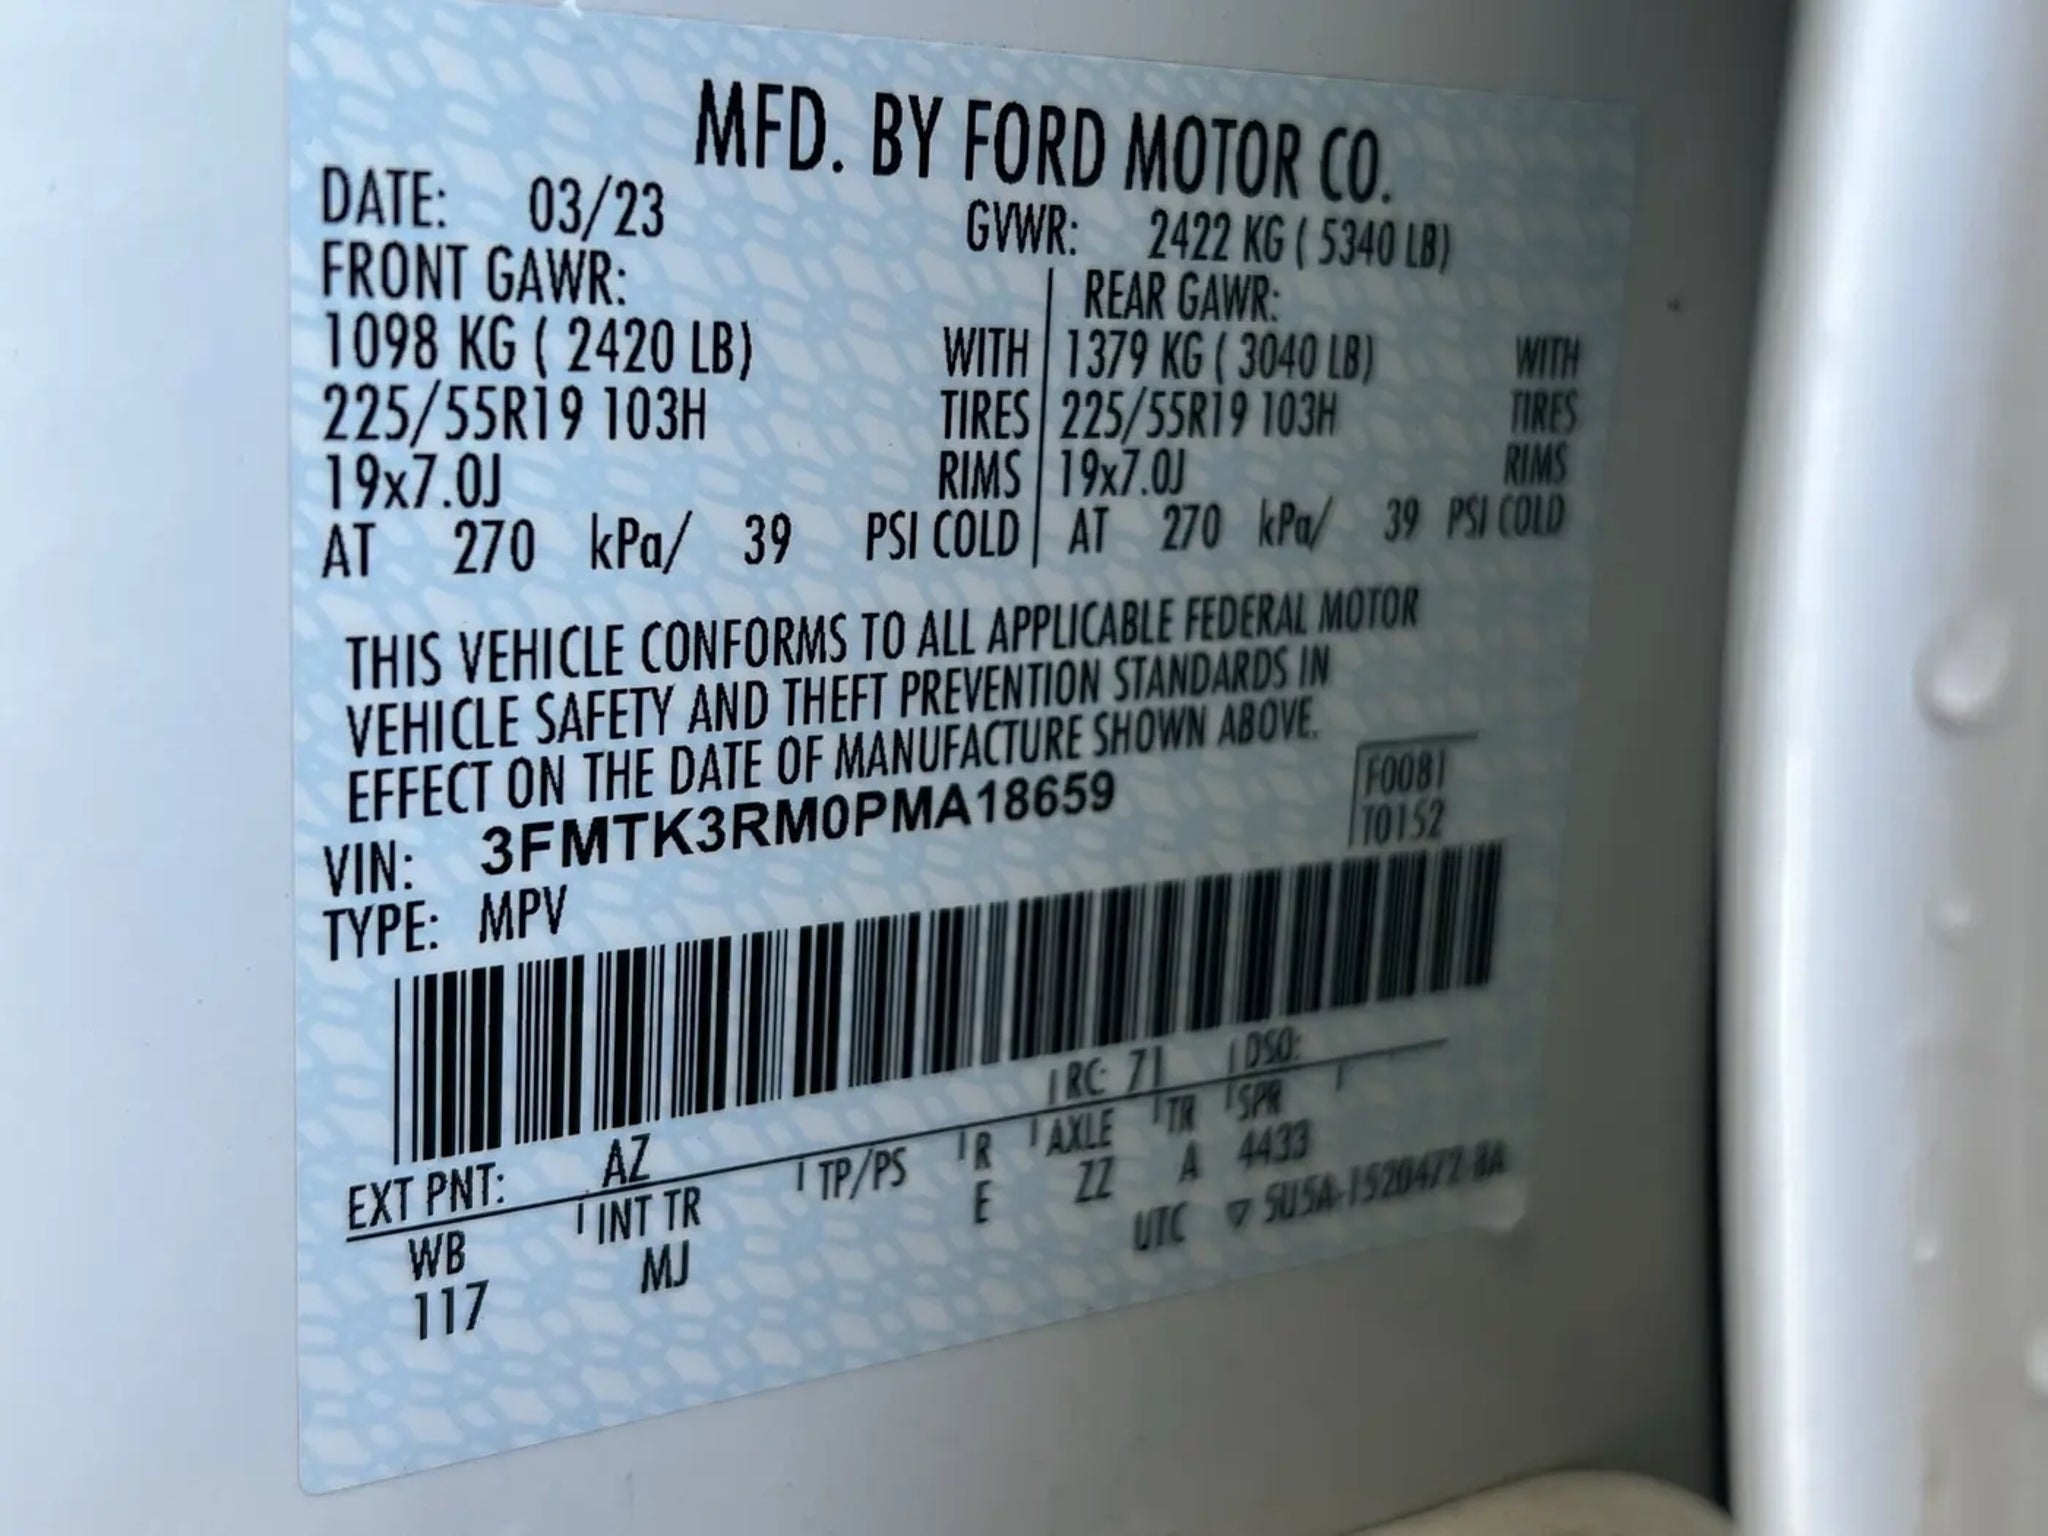 MFD. BY FORD MOTOR CO.
DATE: 03/23 GVWR: 2422 KG ( 5340 LB)
FRONT GAWR: REAR GAWR:
1098 KG ( 2420 LB) WITH 1379 KG ( 3040 LB) WITH
225/55R19 103H TIRES 225/55R19 103H TIRES
19x7.0J RIMS 19x7.0J RIMS
AT 270 kPa/ 39 PSI COLD AT 270 kPa/ 39 PSI COLD
THIS VEHICLE CONFORMS TO ALL APPLICABLE FEDERAL MOTOR
VEHICLE SAFETY AND THEFT PREVENTION STANDARDS IN
EFFECT ON THE DATE OF MANUFACTURE SHOWN ABOVE.
VIN: 3FMTK3RM0PMA18659
F0081
T0152
TYPE: MPV
EXT PNT: AZ RC: 71 DSO:
WB INT TR TP/PS R AXLE TR SPR
117 MJ E ZZ A 4433
UTC ▽ 5U5A-1520472-BA